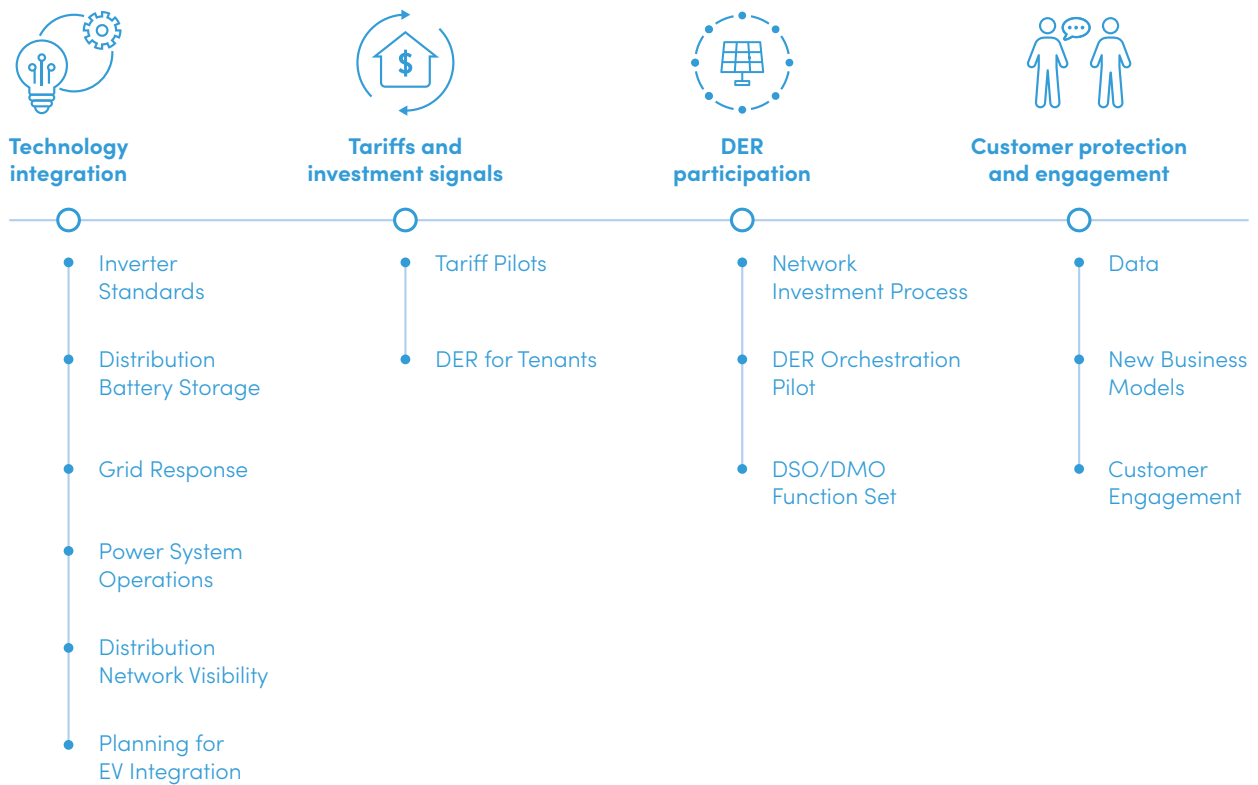 $
Technology
integration
Inverter
Standards
Distribution
Battery Storage
Grid Response
Power System
Operations
Distribution
Network Visibility
Planning for
EV Integration
Tariffs and
investment signals
Tariff Pilots
DER for Tenants
DER
participation
Network
Investment Process
DER Orchestration
Pilot
DSO/DMO
Function Set
Customer protection
and engagement
Data
New Business
Models
Customer
Engagement